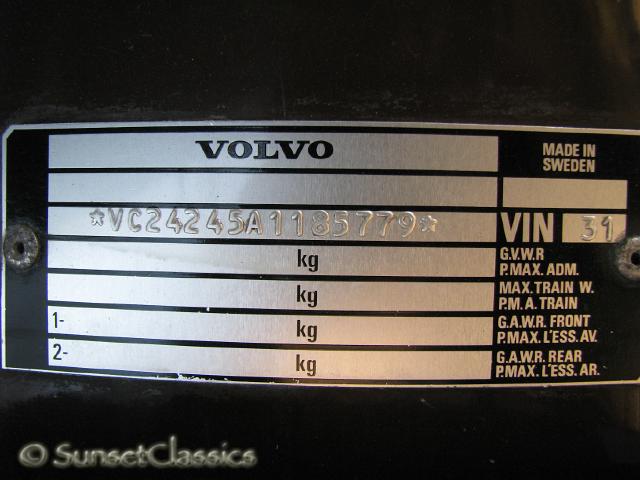 VOLVO
MADE IN
SWEDEN
*VC24245A1185779*
VIN 31
kg
G.V.W.R
P.MAX. ADM.
kg
MAX. TRAIN W.
P.M. A. TRAIN
1- kg
G.A.W.R. FRONT
P.MAX. L'ESS. AV.
2- kg
G.A.W.R. REAR
P.MAX. L'ESS. AR.
© SunsetClassics